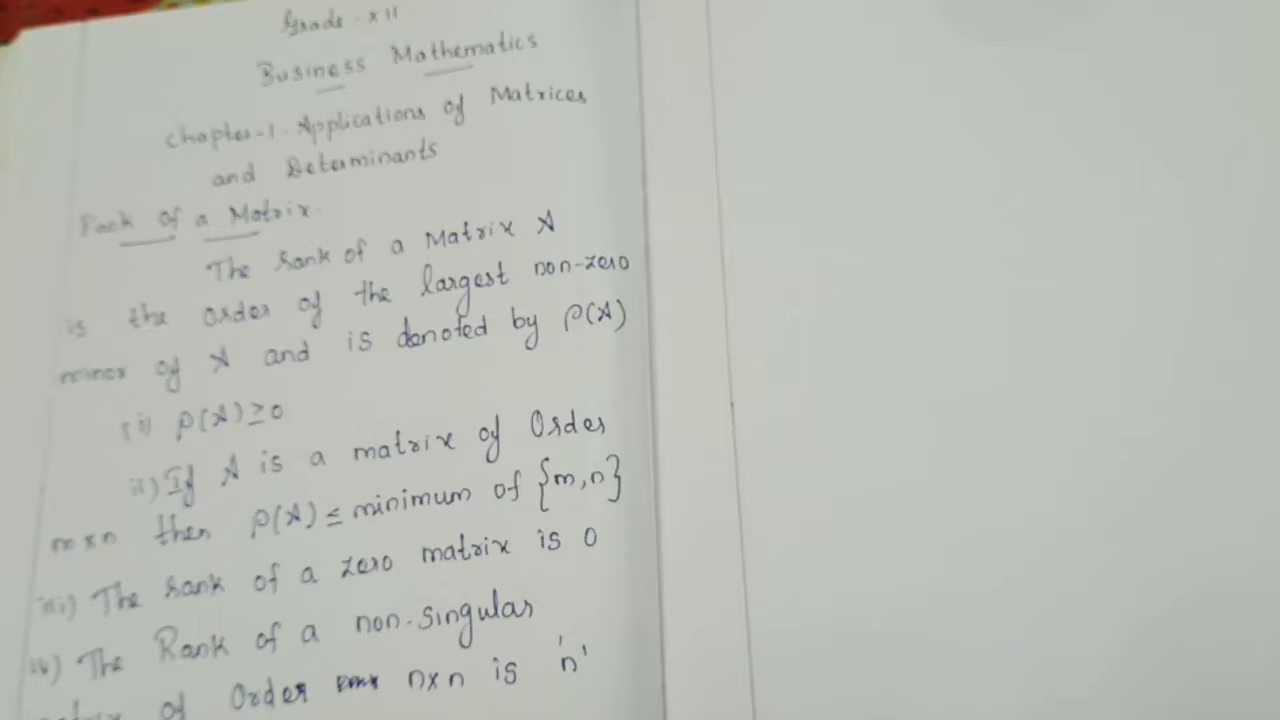 Grade - XII
Business Mathematics
Chapter-1. Applications of Matrices
and Determinants
Rank of a Matrix.
The rank of a Matrix A
is the order of the largest non-zero
minor of A and is denoted by ρ(A)
(i) ρ(A) ≥ 0
ii) If A is a matrix of Order
m×n then ρ(A) ≤ minimum of {m,n}
iii) The rank of a zero matrix is 0
iv) The Rank of a non-singular
of Order n×n is 'n'